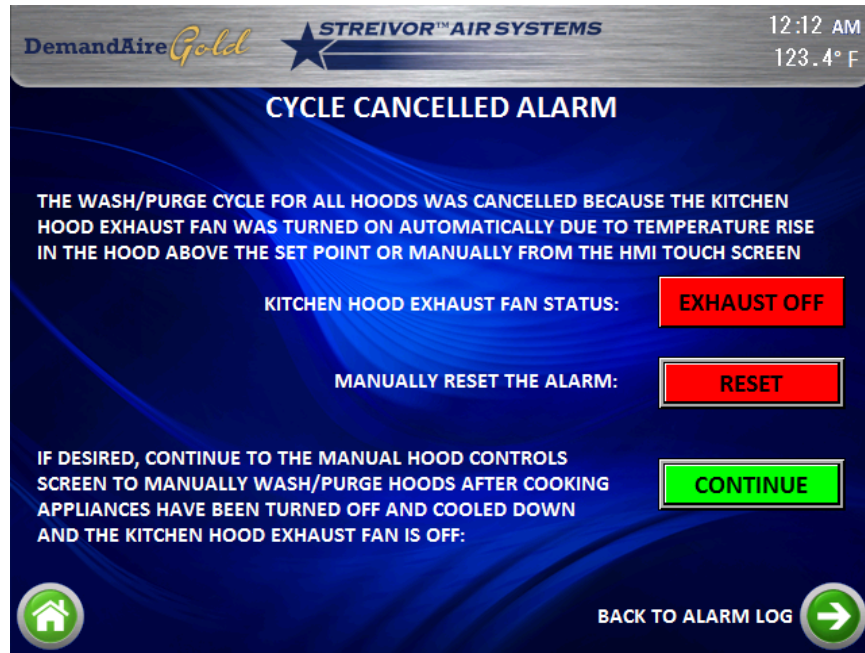 DemandAire Gold
STREIVOR™ AIR SYSTEMS
12:12 AM
123.4° F
CYCLE CANCELLED ALARM
THE WASH/PURGE CYCLE FOR ALL HOODS WAS CANCELLED BECAUSE THE KITCHEN
HOOD EXHAUST FAN WAS TURNED ON AUTOMATICALLY DUE TO TEMPERATURE RISE
IN THE HOOD ABOVE THE SET POINT OR MANUALLY FROM THE HMI TOUCH SCREEN
KITCHEN HOOD EXHAUST FAN STATUS:
EXHAUST OFF
MANUALLY RESET THE ALARM:
RESET
IF DESIRED, CONTINUE TO THE MANUAL HOOD CONTROLS
SCREEN TO MANUALLY WASH/PURGE HOODS AFTER COOKING
APPLIANCES HAVE BEEN TURNED OFF AND COOLED DOWN
AND THE KITCHEN HOOD EXHAUST FAN IS OFF:
CONTINUE
BACK TO ALARM LOG